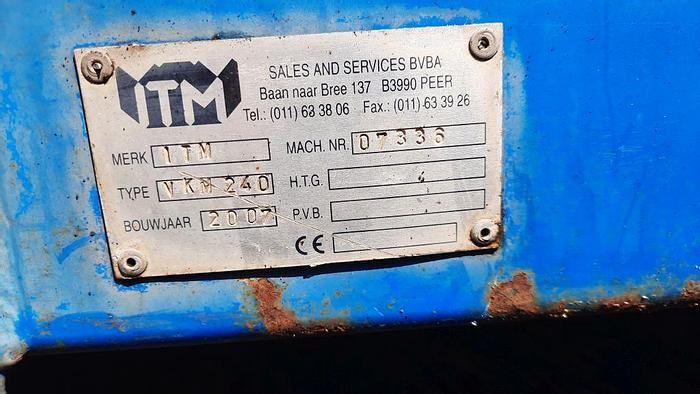 ITM
SALES AND SERVICES BVBA
Baan naar Bree 137 B3990 PEER
Tel.: (011) 63 38 06 Fax.: (011) 63 39 26
MERK ITM MACH. NR. 07336
TYPE VKM 240 H.T.G.
BOUWJAAR 2007 P.V.B.
CE